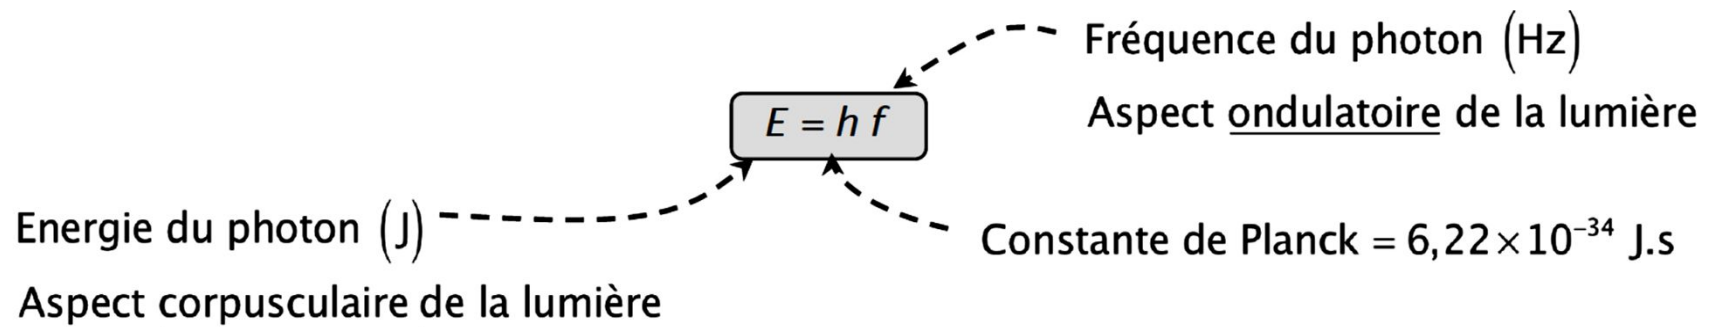 Fréquence du photon (Hz)
Aspect ondulatoire de la lumière
E = h f
Energie du photon (J)
Aspect corpusculaire de la lumière
Constante de Planck = 6,22×10⁻³⁴ J.s